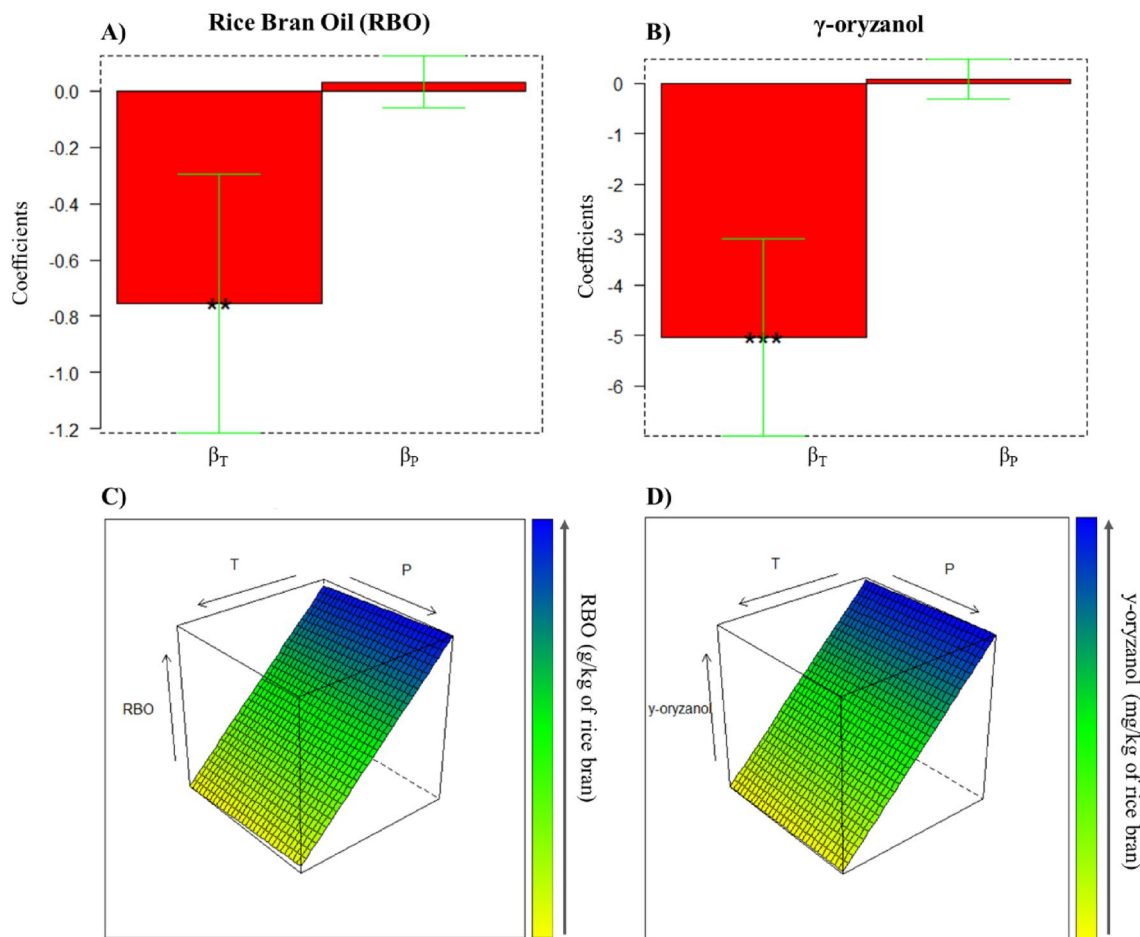 A)
Rice Bran Oil (RBO)
Coefficients
0.0
-0.2
-0.4
-0.6
-0.8
-1.0
-1.2
**
βT
βP
B)
γ-oryzanol
Coefficients
0
-1
-2
-3
-4
-5
-6
***
βT
βP
C)
T
P
RBO
RBO (g/kg of rice bran)
D)
T
P
y-oryzanol
y-oryzanol (mg/kg of rice bran)